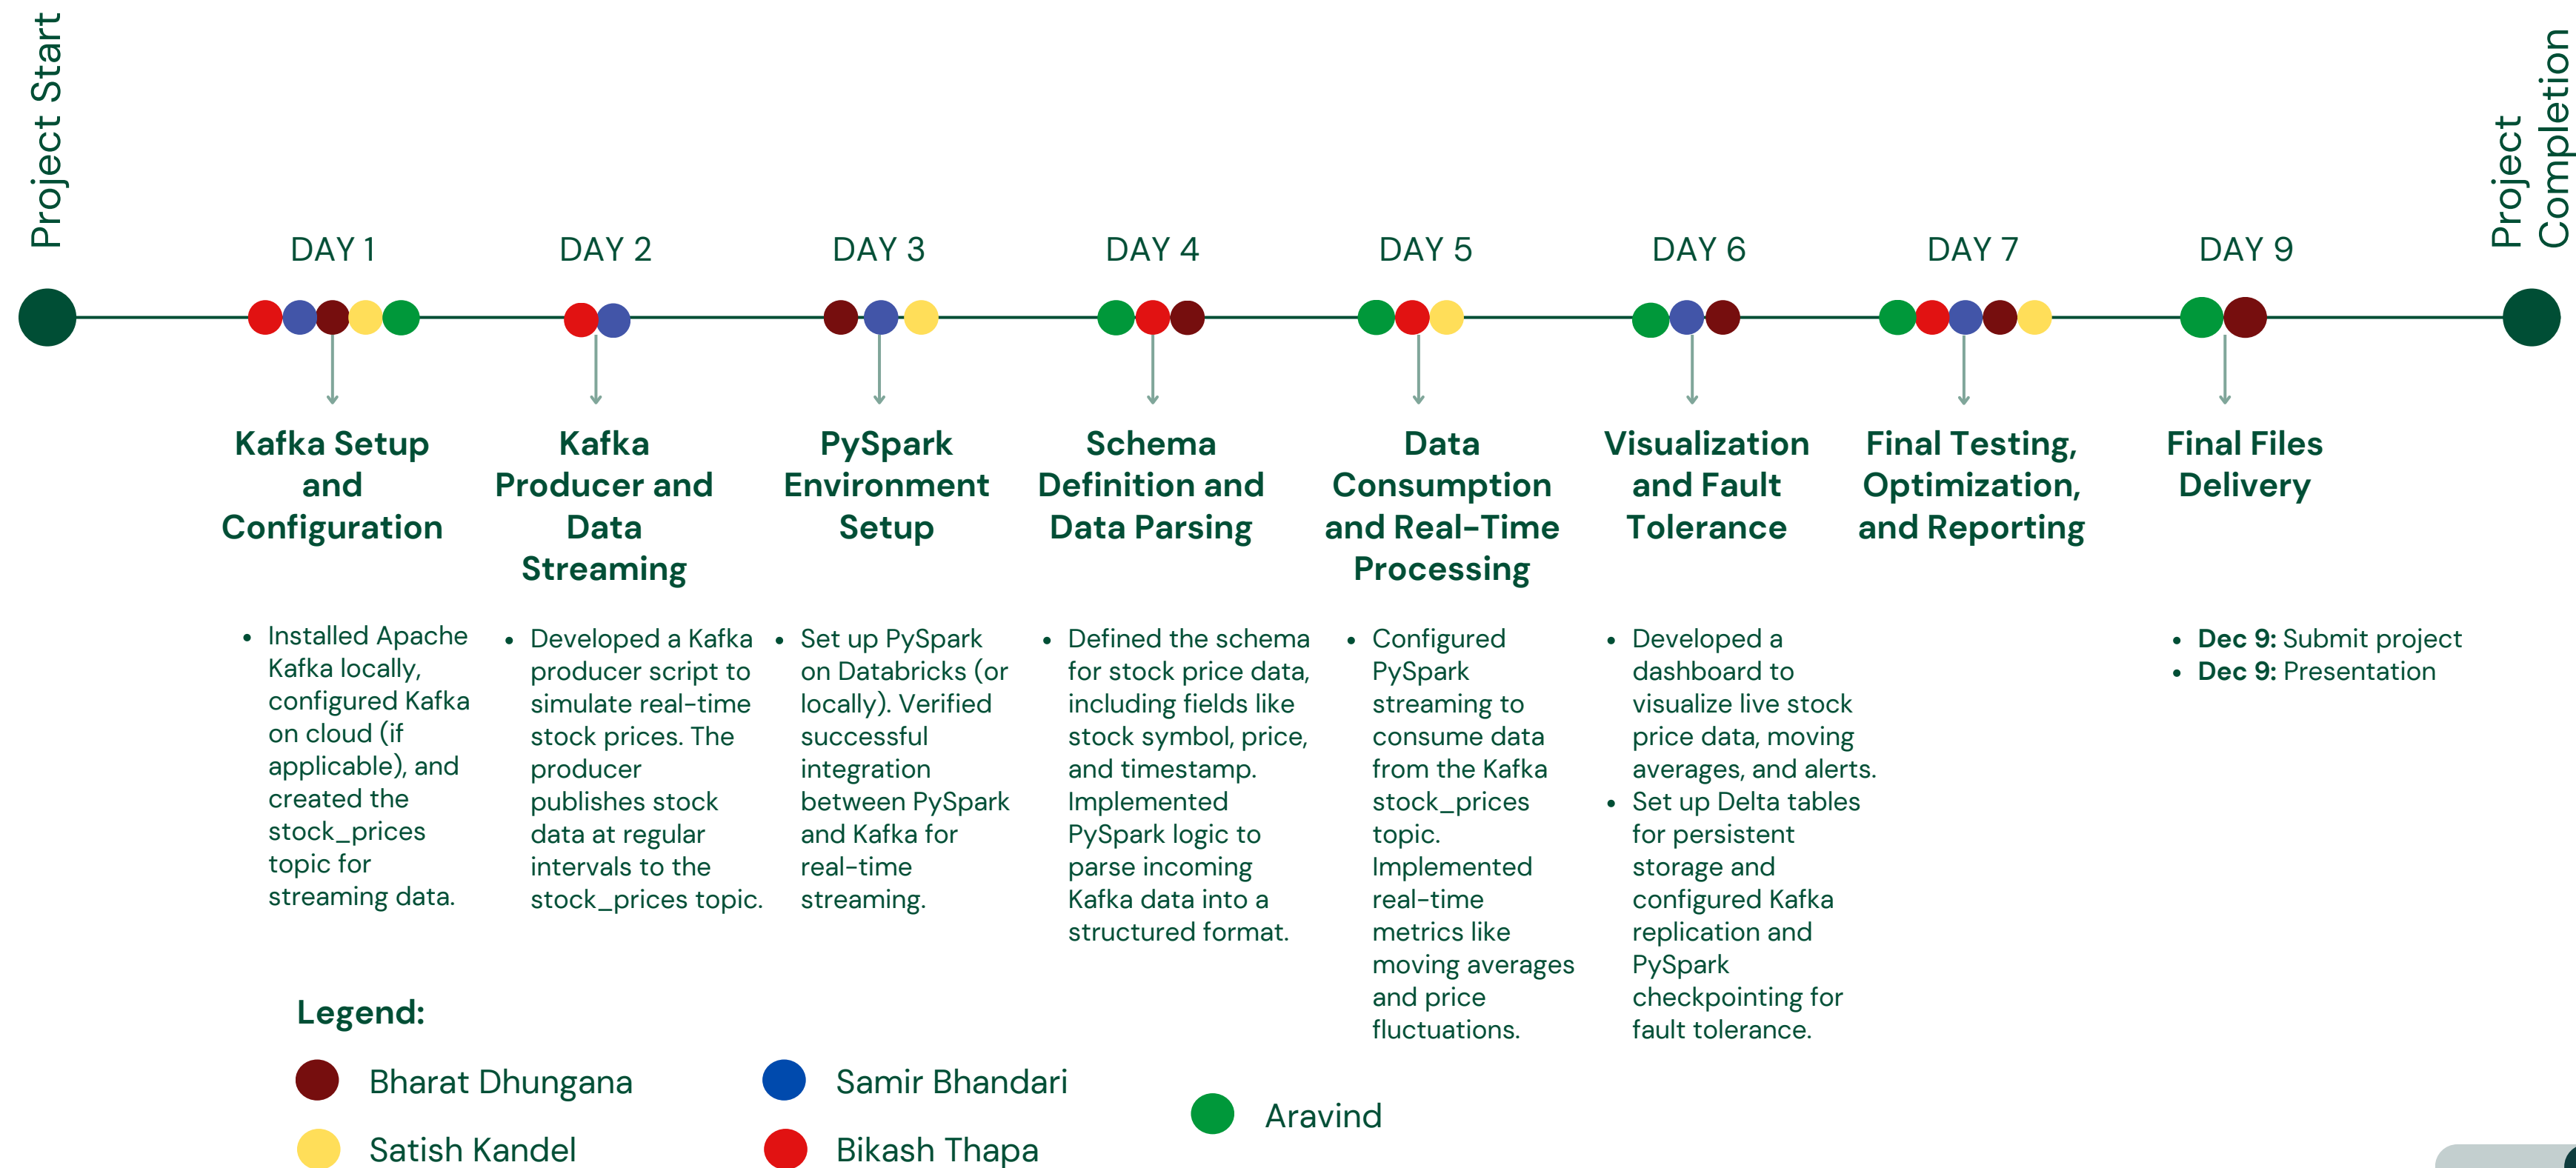 Project Start
Project
Completion
DAY 1
DAY 2
DAY 3
DAY 4
DAY 5
DAY 6
DAY 7
DAY 9
Kafka Setup
and
Configuration
Kafka
Producer and
Data
Streaming
PySpark
Environment
Setup
Schema
Definition and
Data Parsing
Data
Consumption
and Real-Time
Processing
Visualization
and Fault
Tolerance
Final Testing,
Optimization,
and Reporting
Final Files
Delivery
• Installed Apache
Kafka locally,
configured Kafka
on cloud (if
applicable), and
created the
stock_prices
topic for
streaming data.
• Developed a Kafka
producer script to
simulate real-time
stock prices. The
producer
publishes stock
data at regular
intervals to the
stock_prices topic.
• Set up PySpark
on Databricks (or
locally). Verified
successful
integration
between PySpark
and Kafka for
real-time
streaming.
• Defined the schema
for stock price data,
including fields like
stock symbol, price,
and timestamp.
Implemented
PySpark logic to
parse incoming
Kafka data into a
structured format.
• Configured
PySpark
streaming to
consume data
from the Kafka
stock_prices
topic.
Implemented
real-time
metrics like
moving averages
and price
fluctuations.
• Developed a
dashboard to
visualize live stock
price data, moving
averages, and alerts.
• Set up Delta tables
for persistent
storage and
configured Kafka
replication and
PySpark
checkpointing for
fault tolerance.
• Dec 9: Submit project
• Dec 9: Presentation
Legend:
Bharat Dhungana
Samir Bhandari
Aravind
Satish Kandel
Bikash Thapa